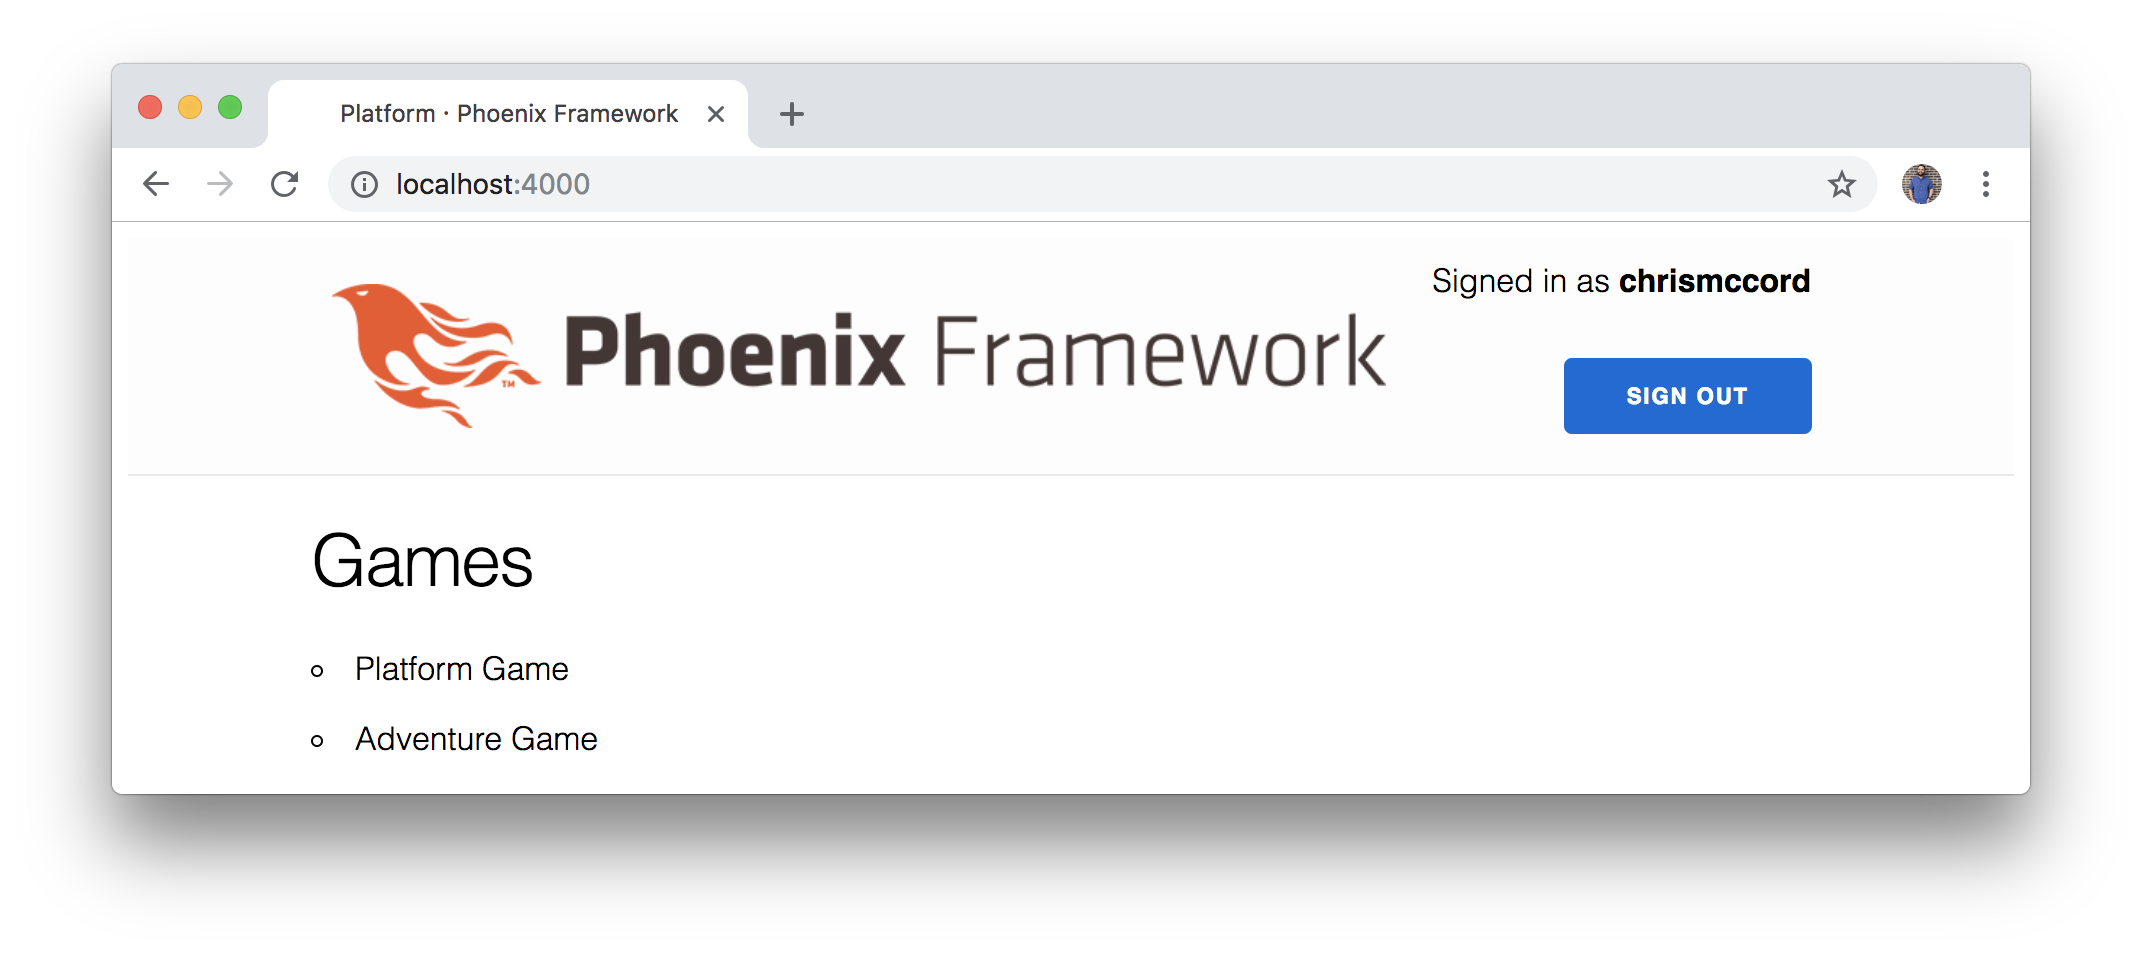 Platform · Phoenix Framework
localhost:4000
Signed in as chrismccord
Phoenix Framework
TM
SIGN OUT
Games
Platform Game
Adventure Game